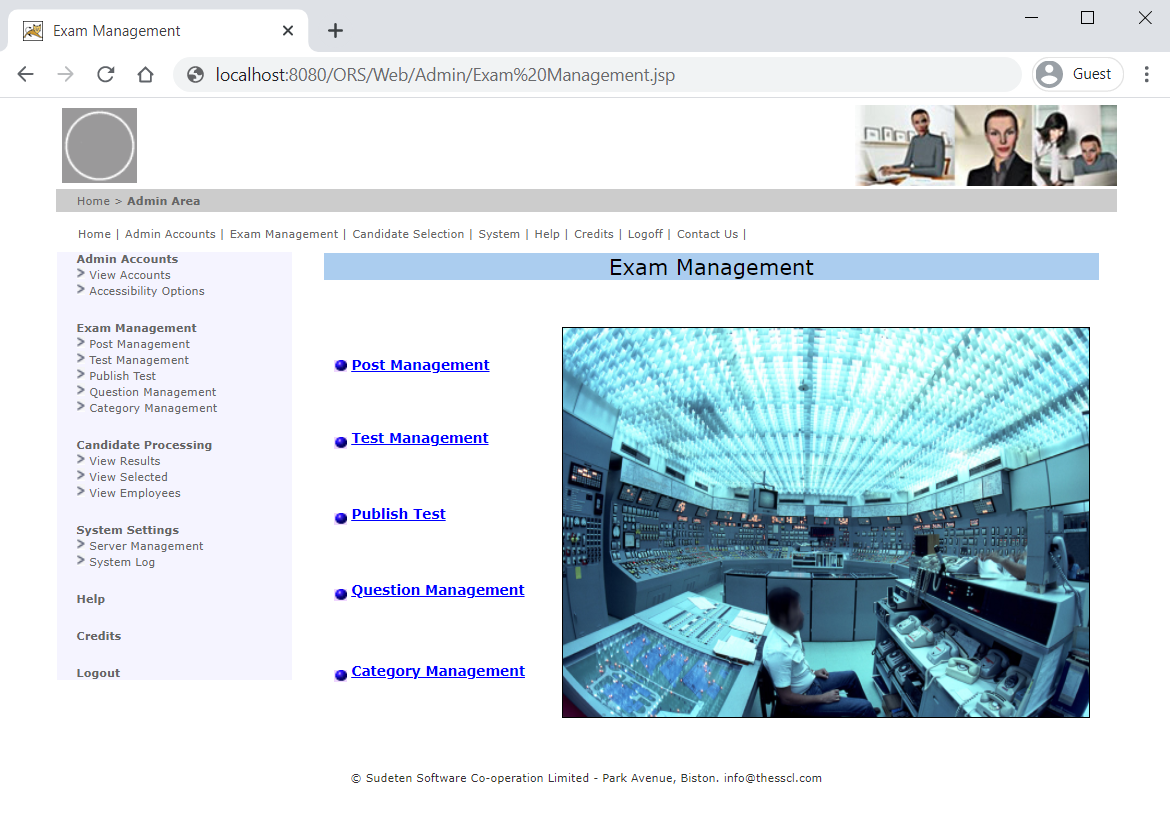 Exam Management
localhost:8080/ORS/Web/Admin/Exam%20Management.jsp
Guest
Home > Admin Area
Home | Admin Accounts | Exam Management | Candidate Selection | System | Help | Credits | Logoff | Contact Us |
Admin Accounts
> View Accounts
> Accessibility Options
Exam Management
> Post Management
> Test Management
> Publish Test
> Question Management
> Category Management
Candidate Processing
> View Results
> View Selected
> View Employees
System Settings
> Server Management
> System Log
Help
Credits
Logout
Exam Management
Post Management
Test Management
Publish Test
Question Management
Category Management
© Sudeten Software Co-operation Limited - Park Avenue, Biston. info@thesscl.com